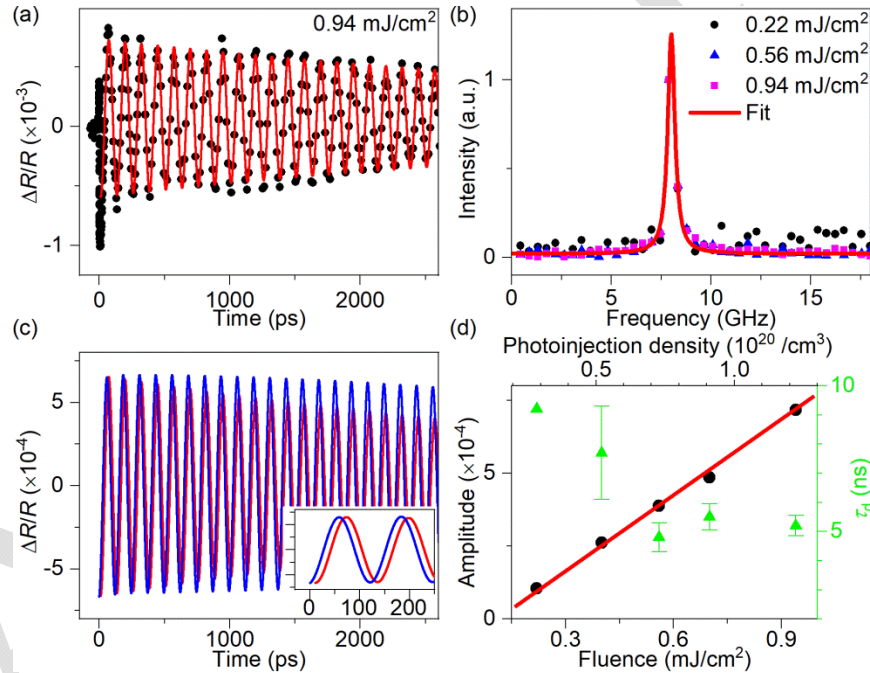 (a)
0.94 mJ/cm²
ΔR/R (×10⁻³)
1
0
-1
0
1000
2000
Time (ps)
(b)
0.22 mJ/cm²
0.56 mJ/cm²
0.94 mJ/cm²
Fit
Intensity (a.u.)
1
0
0
5
10
15
Frequency (GHz)
(c)
ΔR/R (×10⁻⁴)
5
0
-5
0
100
200
0
1000
2000
Time (ps)
(d)
Photoinjection density (10²⁰ /cm³)
0.5
1.0
Amplitude (×10⁻⁴)
5
0
10
5
τd (ns)
0.3
0.6
0.9
Fluence (mJ/cm²)